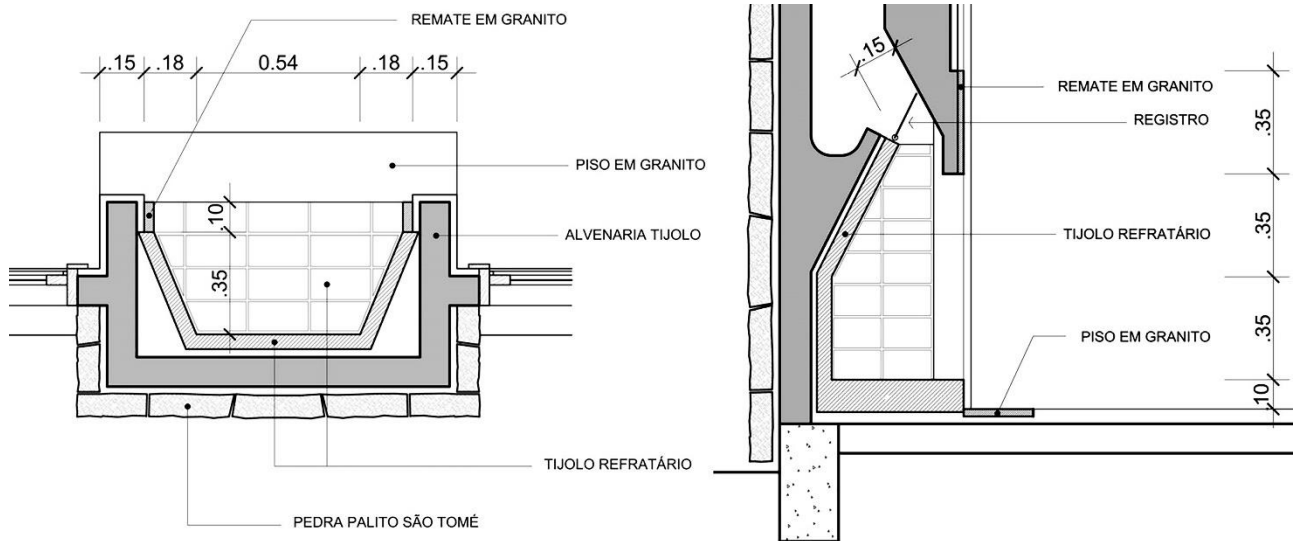 REMATE EM GRANITO
.15 .18 0.54 .18 .15
PISO EM GRANITO
.10
ALVENARIA TIJOLO
.35
TIJOLO REFRATÁRIO
PEDRA PALITO SÃO TOMÉ
.15
REMATE EM GRANITO
.35
REGISTRO
TIJOLO REFRATÁRIO
.35
PISO EM GRANITO
.35
10